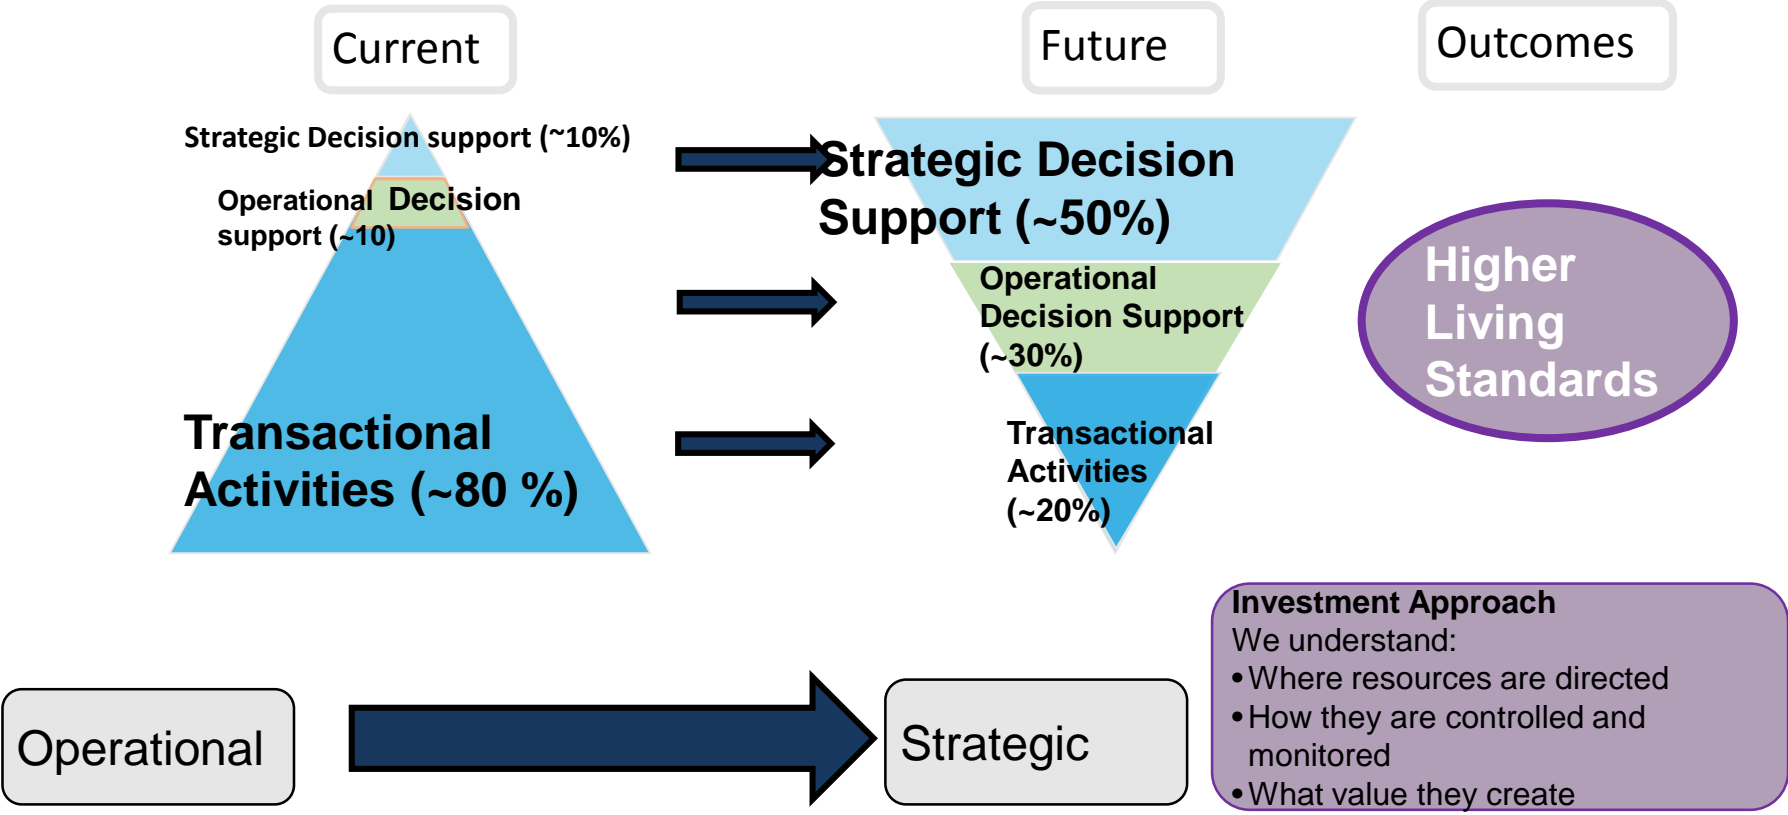 Current
Future
Outcomes
Strategic Decision support (~10%)
Operational Decision
support (~10)
Transactional
Activities (~80 %)
Strategic Decision
Support (~50%)
Operational
Decision Support
(~30%)
Transactional
Activities
(~20%)
Higher
Living
Standards
Operational
Strategic
Investment Approach
We understand:
•Where resources are directed
•How they are controlled and
monitored
•What value they create